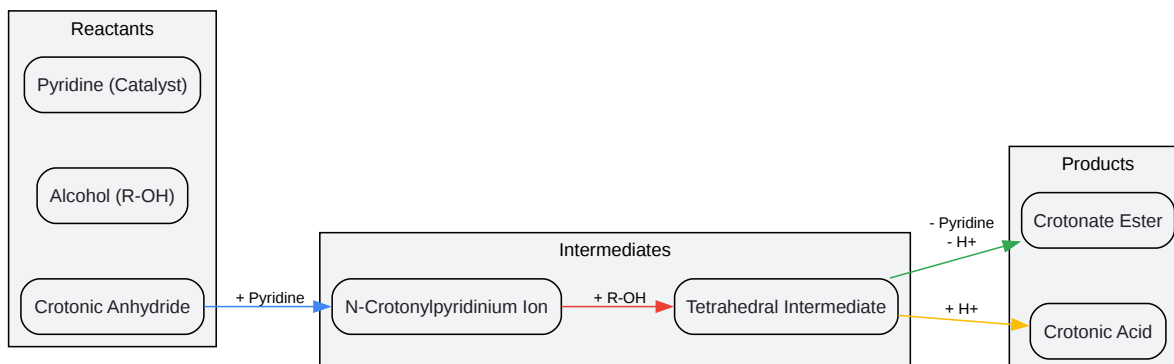 Reactants
Pyridine (Catalyst)
Alcohol (R-OH)
Crotonic Anhydride
+ Pyridine
Intermediates
N-Crotonylpyridinium Ion
+ R-OH
Tetrahedral Intermediate
- Pyridine
- H+
+ H+
Products
Crotonate Ester
Crotonic Acid